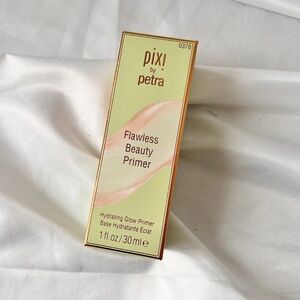 0378
pixi
by
petra
Flawless
Beauty
Primer
Hydrating Glow Primer
Base Hydratante Éclat
1 fl oz / 30 ml e